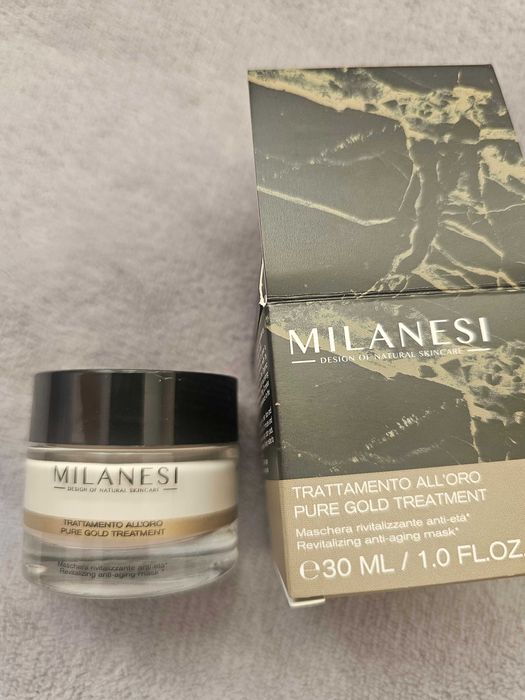 MILANESI
DESIGN OF NATURAL SKINCARE
TRATTAMENTO ALL'ORO
PURE GOLD TREATMENT
Maschera rivitalizzante anti-età*
Revitalizing anti-aging mask*
MILANESI
DESIGN OF NATURAL SKINCARE
TRATTAMENTO ALL'ORO
PURE GOLD TREATMENT
Maschera rivitalizzante anti-età*
Revitalizing anti-aging mask*
℮30 ML / 1.0 FL.OZ.